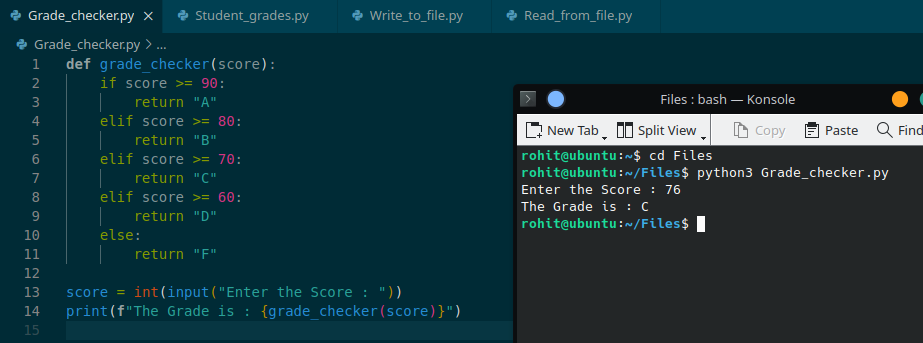 Grade_checker.py Student_grades.py Write_to_file.py Read_from_file.py
Grade_checker.py > ...
1 def grade_checker(score):
2     if score >= 90:
3         return "A"
4     elif score >= 80:
5         return "B"
6     elif score >= 70:
7         return "C"
8     elif score >= 60:
9         return "D"
10     else:
11         return "F"
12
13 score = int(input("Enter the Score : "))
14 print(f"The Grade is : {grade_checker(score)}")
15
Files : bash — Konsole
New Tab Split View Copy Paste Find
rohit@ubuntu:~$ cd Files
rohit@ubuntu:~/Files$ python3 Grade_checker.py
Enter the Score : 76
The Grade is : C
rohit@ubuntu:~/Files$